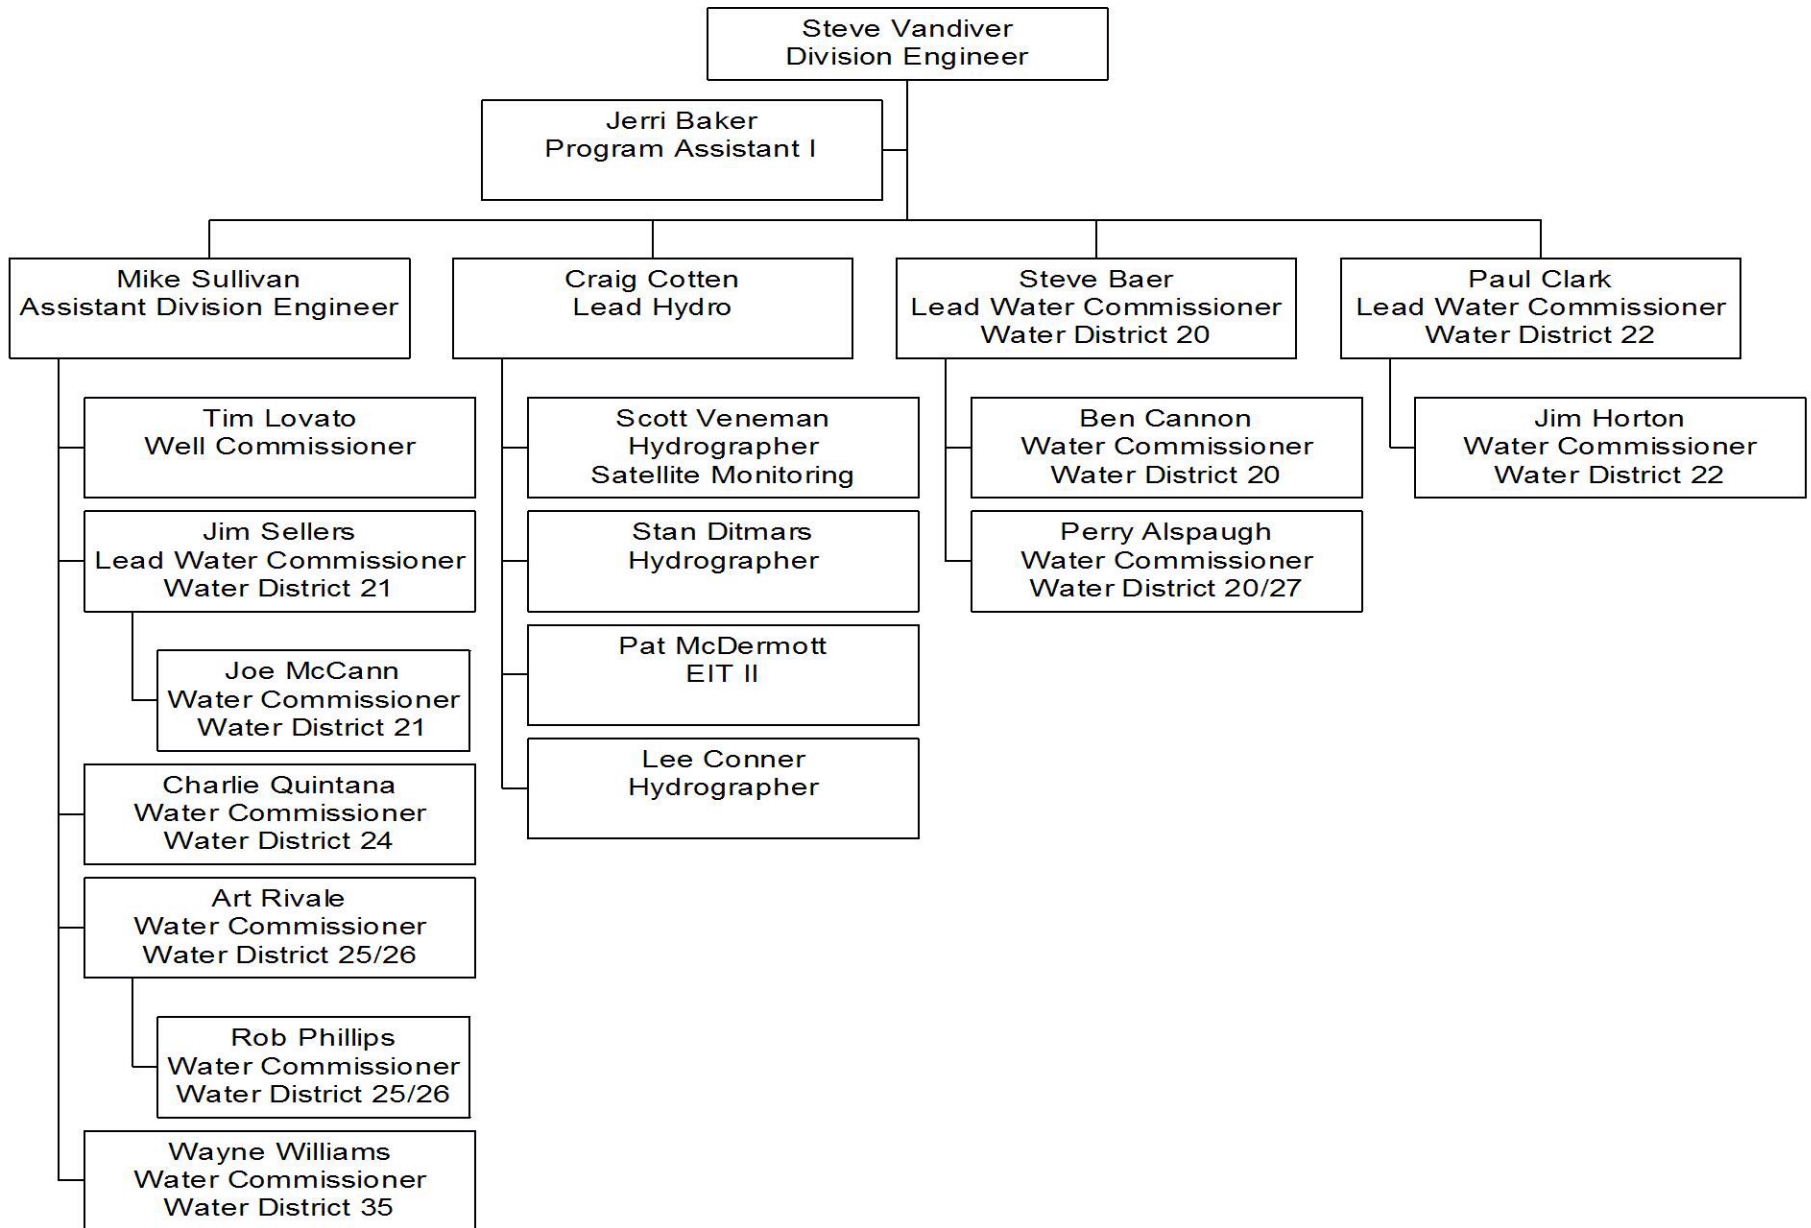 Steve Vandiver
Division Engineer
Jerri Baker
Program Assistant I
Mike Sullivan
Assistant Division Engineer
Craig Cotten
Lead Hydro
Steve Baer
Lead Water Commissioner
Water District 20
Paul Clark
Lead Water Commissioner
Water District 22
Tim Lovato
Well Commissioner
Jim Sellers
Lead Water Commissioner
Water District 21
Joe McCann
Water Commissioner
Water District 21
Charlie Quintana
Water Commissioner
Water District 24
Art Rivale
Water Commissioner
Water District 25/26
Rob Phillips
Water Commissioner
Water District 25/26
Wayne Williams
Water Commissioner
Water District 35
Scott Veneman
Hydrographer
Satellite Monitoring
Stan Ditmars
Hydrographer
Pat McDermott
EIT II
Lee Conner
Hydrographer
Ben Cannon
Water Commissioner
Water District 20
Perry Alspaugh
Water Commissioner
Water District 20/27
Jim Horton
Water Commissioner
Water District 22